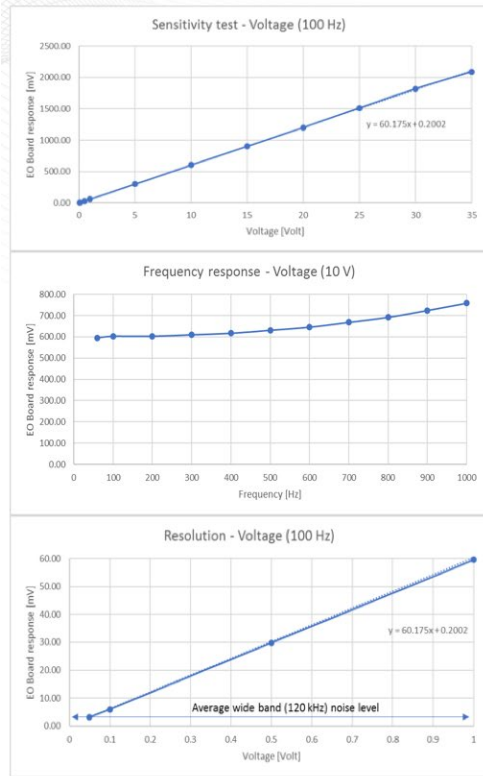 Sensitivity test - Voltage (100 Hz)
EO Board response [mV]
2500.00
2000.00
1500.00
1000.00
500.00
0.00
y = 60.175x + 0.2002
0 5 10 15 20 25 30 35
Voltage [Volt]
Frequency response - Voltage (10 V)
EO Board response [mV]
800.00
700.00
600.00
500.00
400.00
300.00
200.00
100.00
0.00
0 100 200 300 400 500 600 700 800 900 1000
Frequency [Hz]
Resolution - Voltage (100 Hz)
EO Board response [mV]
60.00
50.00
40.00
30.00
20.00
10.00
0.00
y = 60.175x + 0.2002
Average wide band (120 kHz) noise level
0 0.1 0.2 0.3 0.4 0.5 0.6 0.7 0.8 0.9 1
Voltage [Volt]